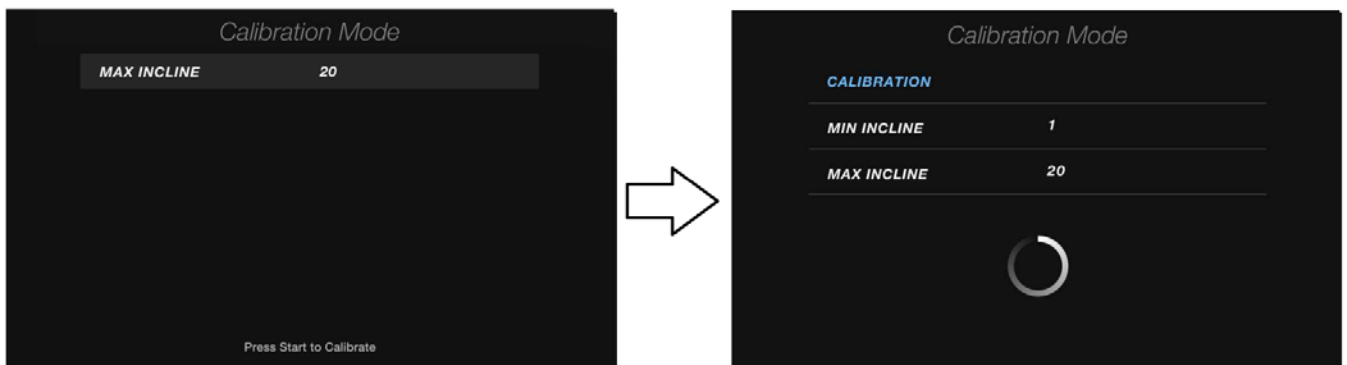 Calibration Mode
MAX INCLINE 20
Press Start to Calibrate
Calibration Mode
CALIBRATION
MIN INCLINE 1
MAX INCLINE 20